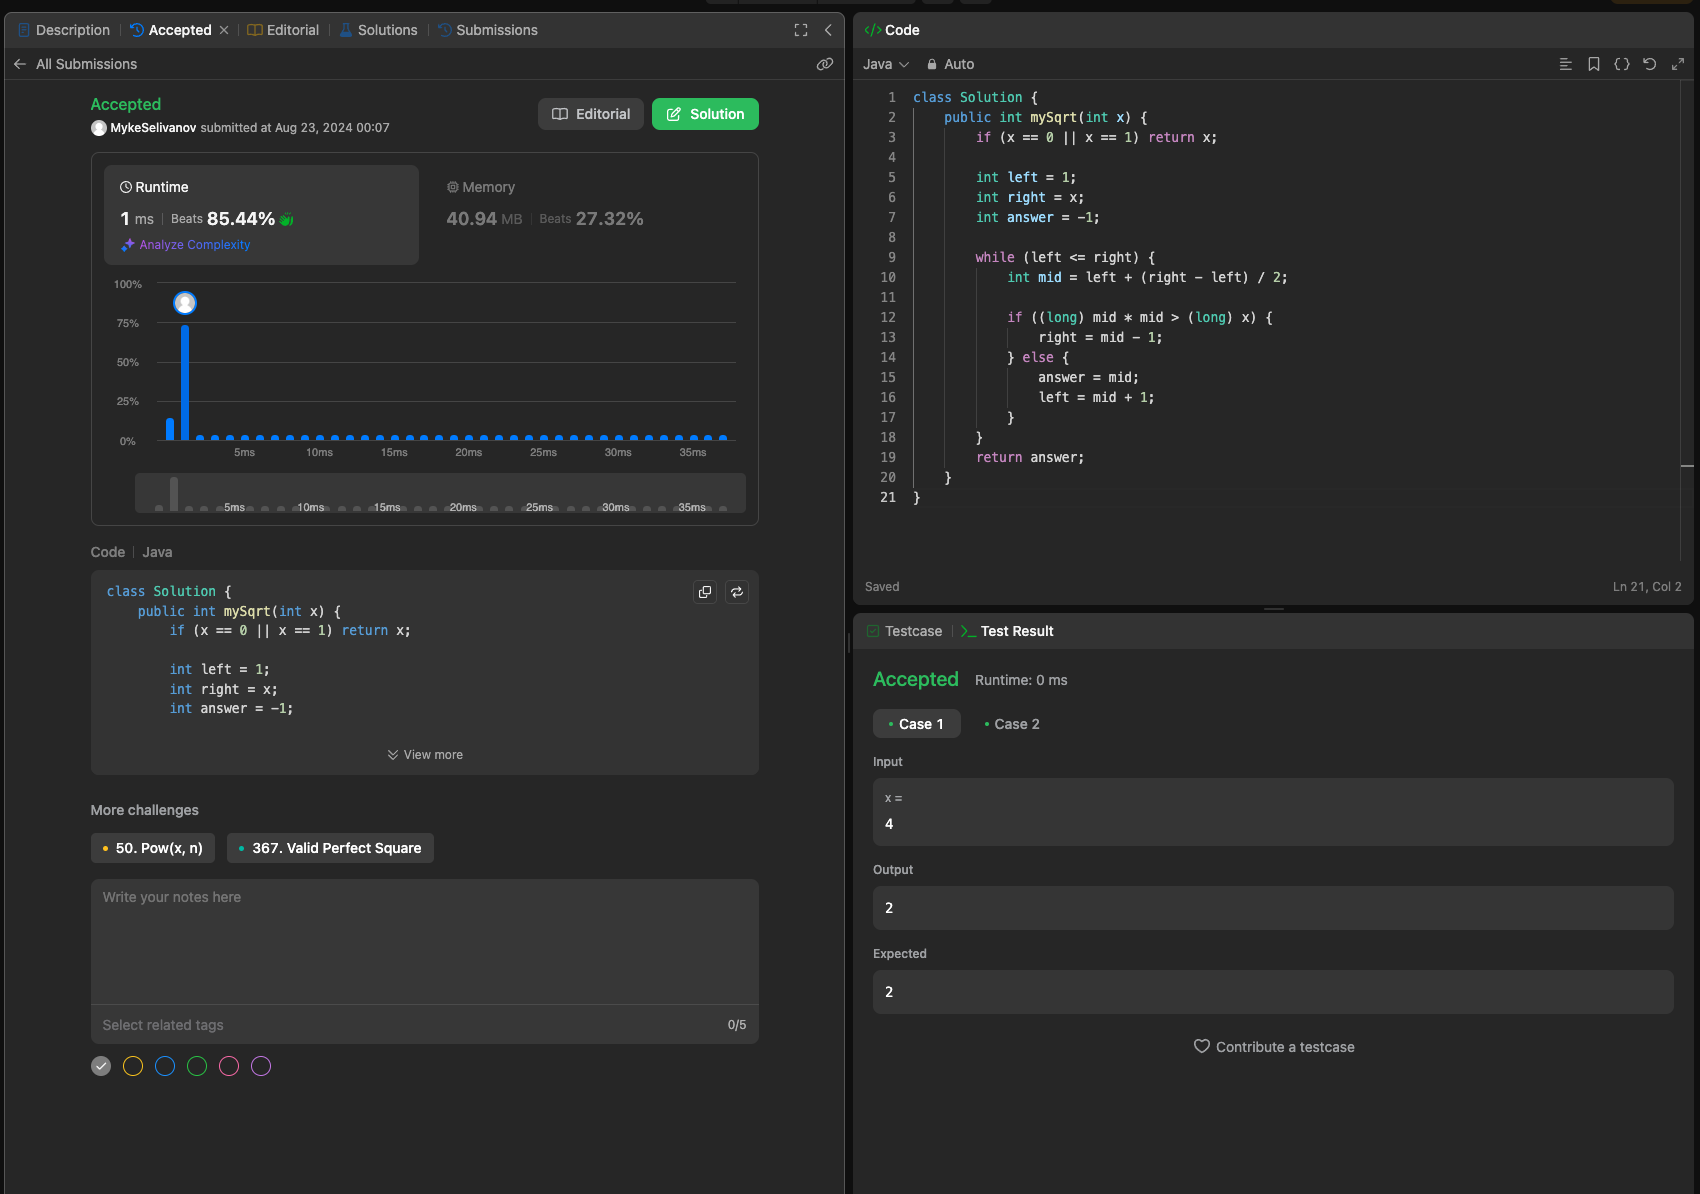 Description
Accepted
Editorial
Solutions
Submissions
All Submissions
Accepted
MykeSelivanov submitted at Aug 23, 2024 00:07
Editorial
Solution
Runtime
1 ms
Beats 85.44%
Analyze Complexity
Memory
40.94 MB
Beats 27.32%
100%
75%
50%
25%
0%
5ms 10ms 15ms 20ms 25ms 30ms 35ms
5ms 10ms 15ms 20ms 25ms 30ms 35ms
Code
Java
class Solution {
    public int mySqrt(int x) {
        if (x == 0 || x == 1) return x;
        int left = 1;
        int right = x;
        int answer = -1;
View more
More challenges
50. Pow(x, n)
367. Valid Perfect Square
Write your notes here
Select related tags
0/5
</> Code
Java
Auto
1 class Solution {
2     public int mySqrt(int x) {
3         if (x == 0 || x == 1) return x;
4
5         int left = 1;
6         int right = x;
7         int answer = -1;
8
9         while (left <= right) {
10             int mid = left + (right - left) / 2;
11
12             if ((long) mid * mid > (long) x) {
13                 right = mid - 1;
14             } else {
15                 answer = mid;
16                 left = mid + 1;
17             }
18         }
19         return answer;
20     }
21 }
Saved
Ln 21, Col 2
Testcase
Test Result
Accepted
Runtime: 0 ms
Case 1
Case 2
Input
x =
4
Output
2
Expected
2
Contribute a testcase